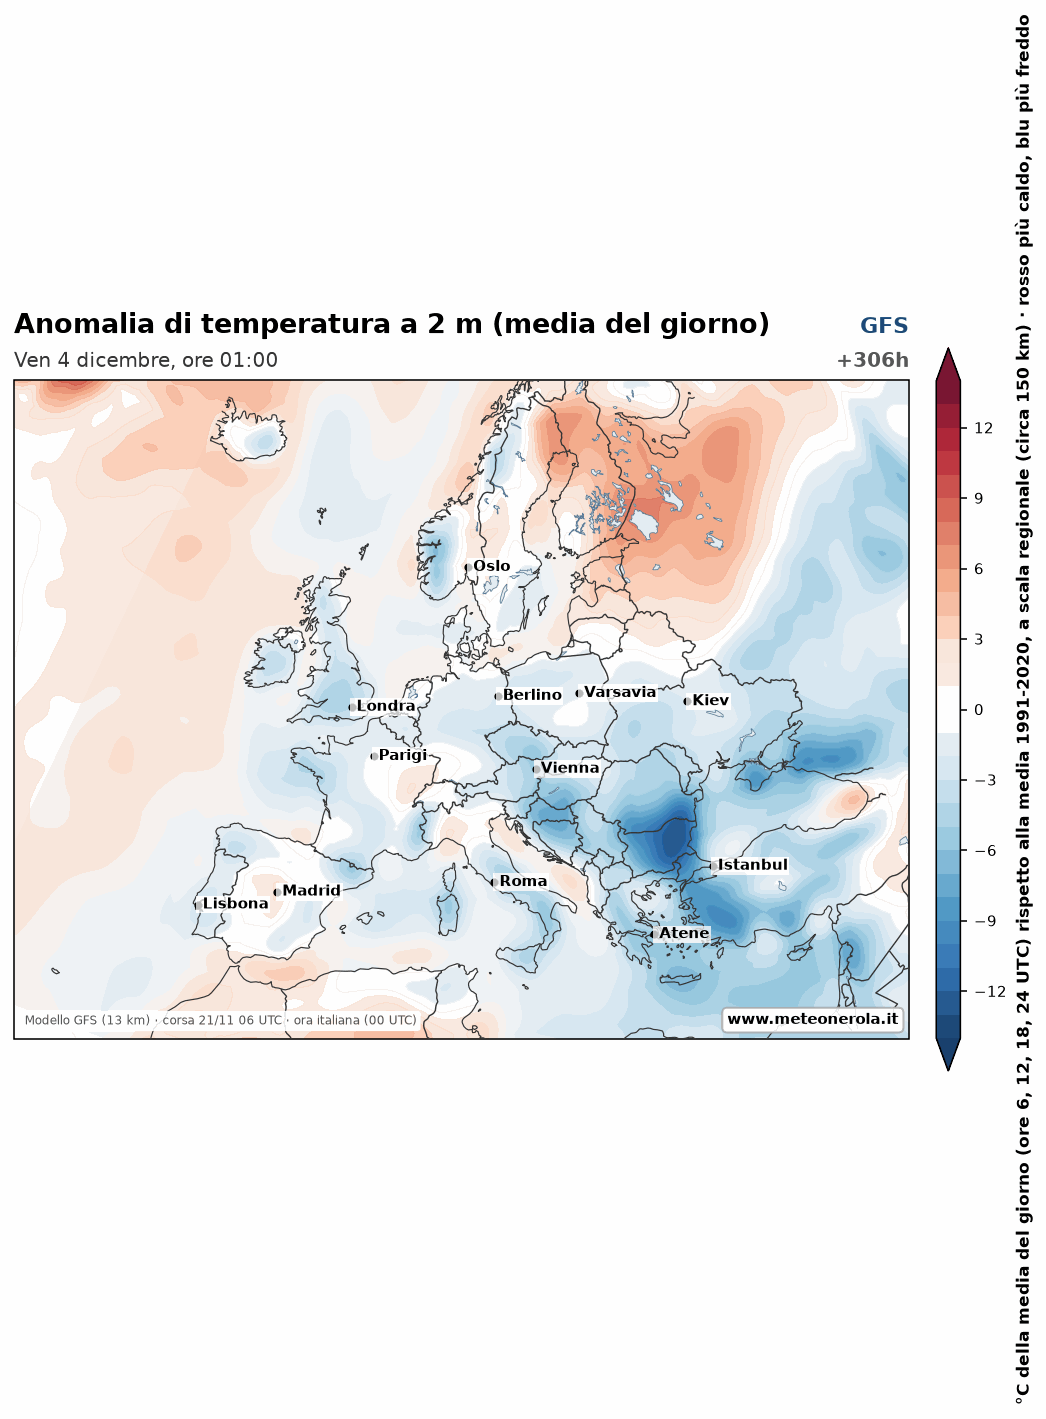 Anomalia di temperatura a 2 m (media del giorno)
GFS
Ven 4 dicembre, ore 01:00
+306h
Oslo
Berlino
Varsavia
Kiev
Londra
Parigi
Vienna
Istanbul
Madrid
Roma
Lisbona
Atene
Modello GFS (13 km) · corsa 21/11 06 UTC · ora italiana (00 UTC)
www.meteonerola.it
12
9
6
3
0
−3
−6
−9
−12
°C della media del giorno (ore 6, 12, 18, 24 UTC) rispetto alla media 1991-2020, a scala regionale (circa 150 km) · rosso più caldo, blu più freddo